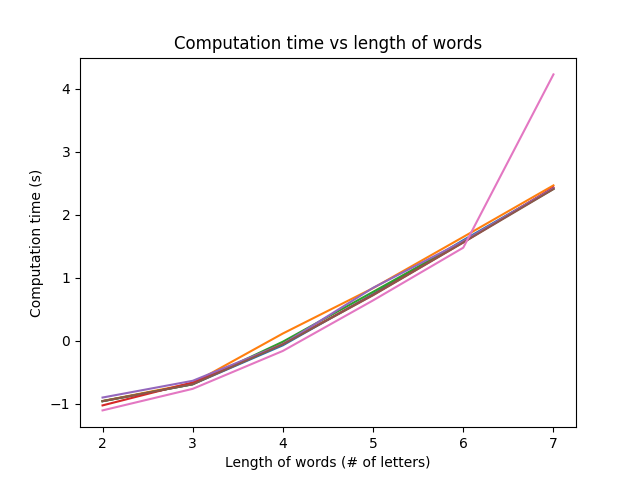 Computation time vs length of words
4
3
2
1
0
−1
Computation time (s)
2 3 4 5 6 7
Length of words (# of letters)